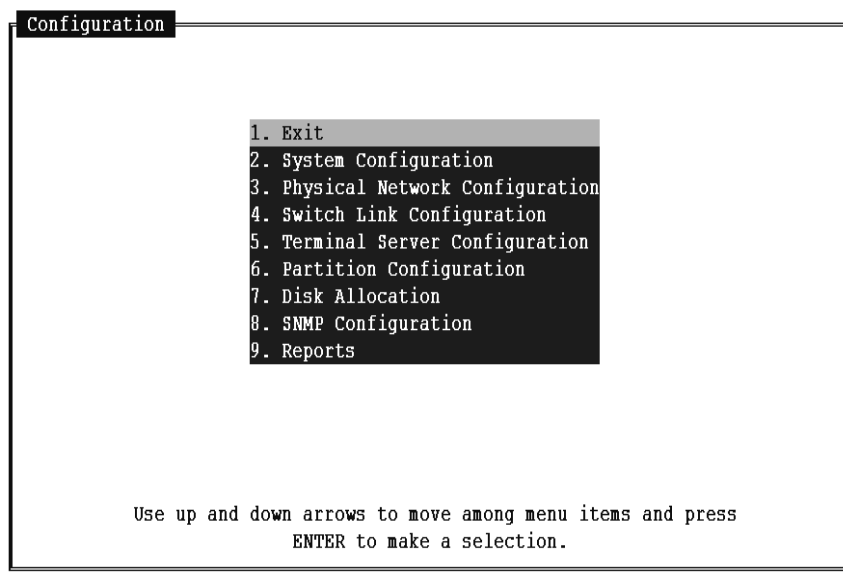 Configuration
1. Exit
2. System Configuration
3. Physical Network Configuration
4. Switch Link Configuration
5. Terminal Server Configuration
6. Partition Configuration
7. Disk Allocation
8. SNMP Configuration
9. Reports
Use up and down arrows to move among menu items and press
ENTER to make a selection.